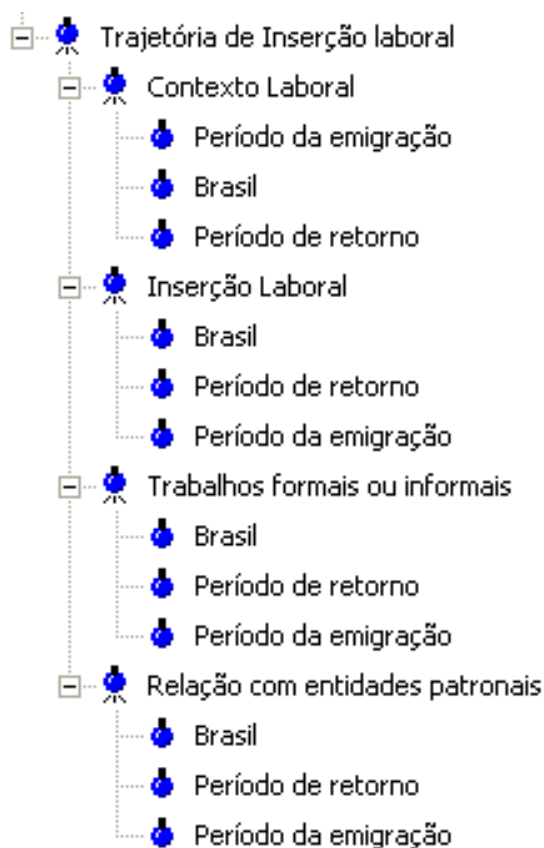 Trajetória de Inserção laboral
Contexto Laboral
Período da emigração
Brasil
Período de retorno
Inserção Laboral
Brasil
Período de retorno
Período da emigração
Trabalhos formais ou informais
Brasil
Período de retorno
Período da emigração
Relação com entidades patronais
Brasil
Período de retorno
Período da emigração